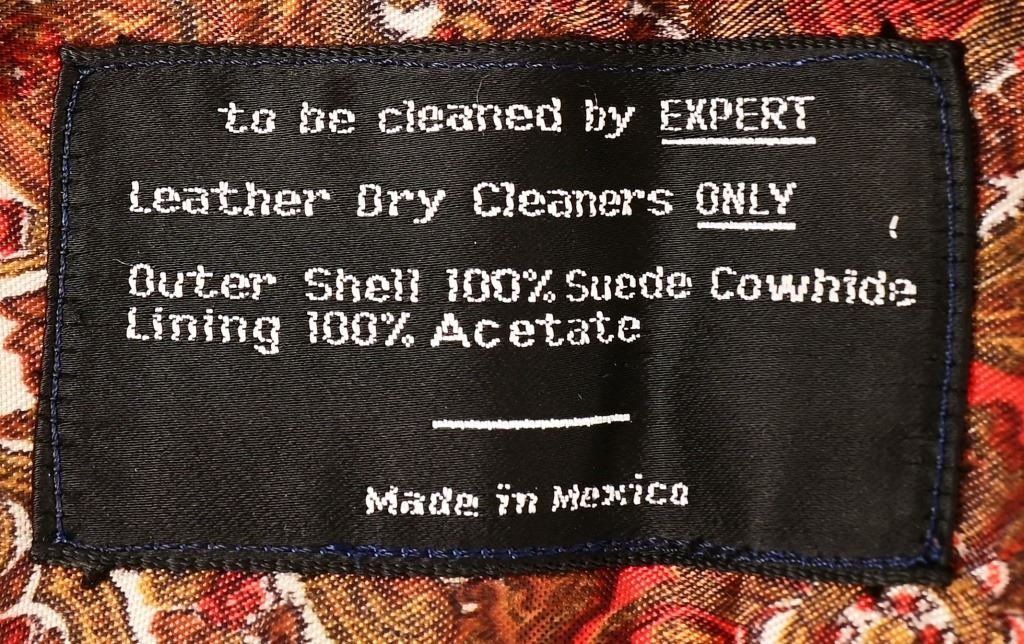 to be cleaned by EXPERT
Leather Dry Cleaners ONLY
Outer Shell 100% Suede Cowhide
Lining 100% Acetate
Made in Mexico